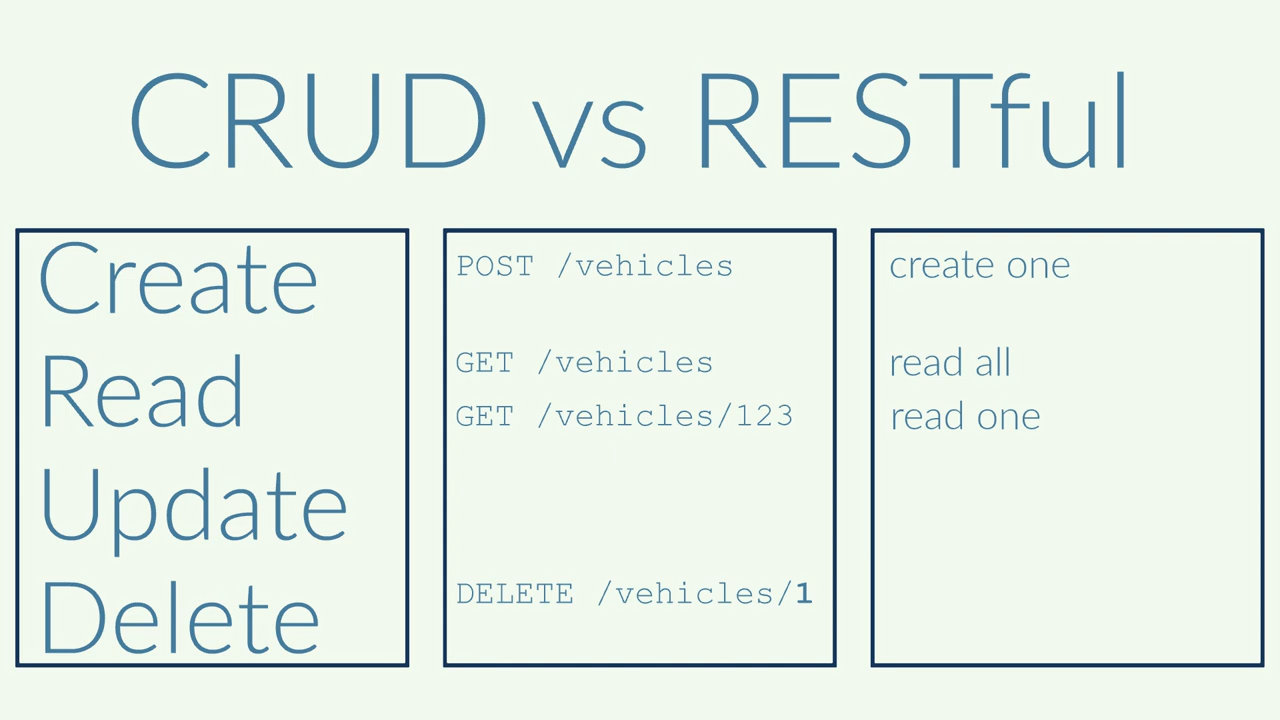 CRUD vs RESTful
Create
Read
Update
Delete
POST /vehicles
GET /vehicles
GET /vehicles/123
DELETE /vehicles/1
create one
read all
read one